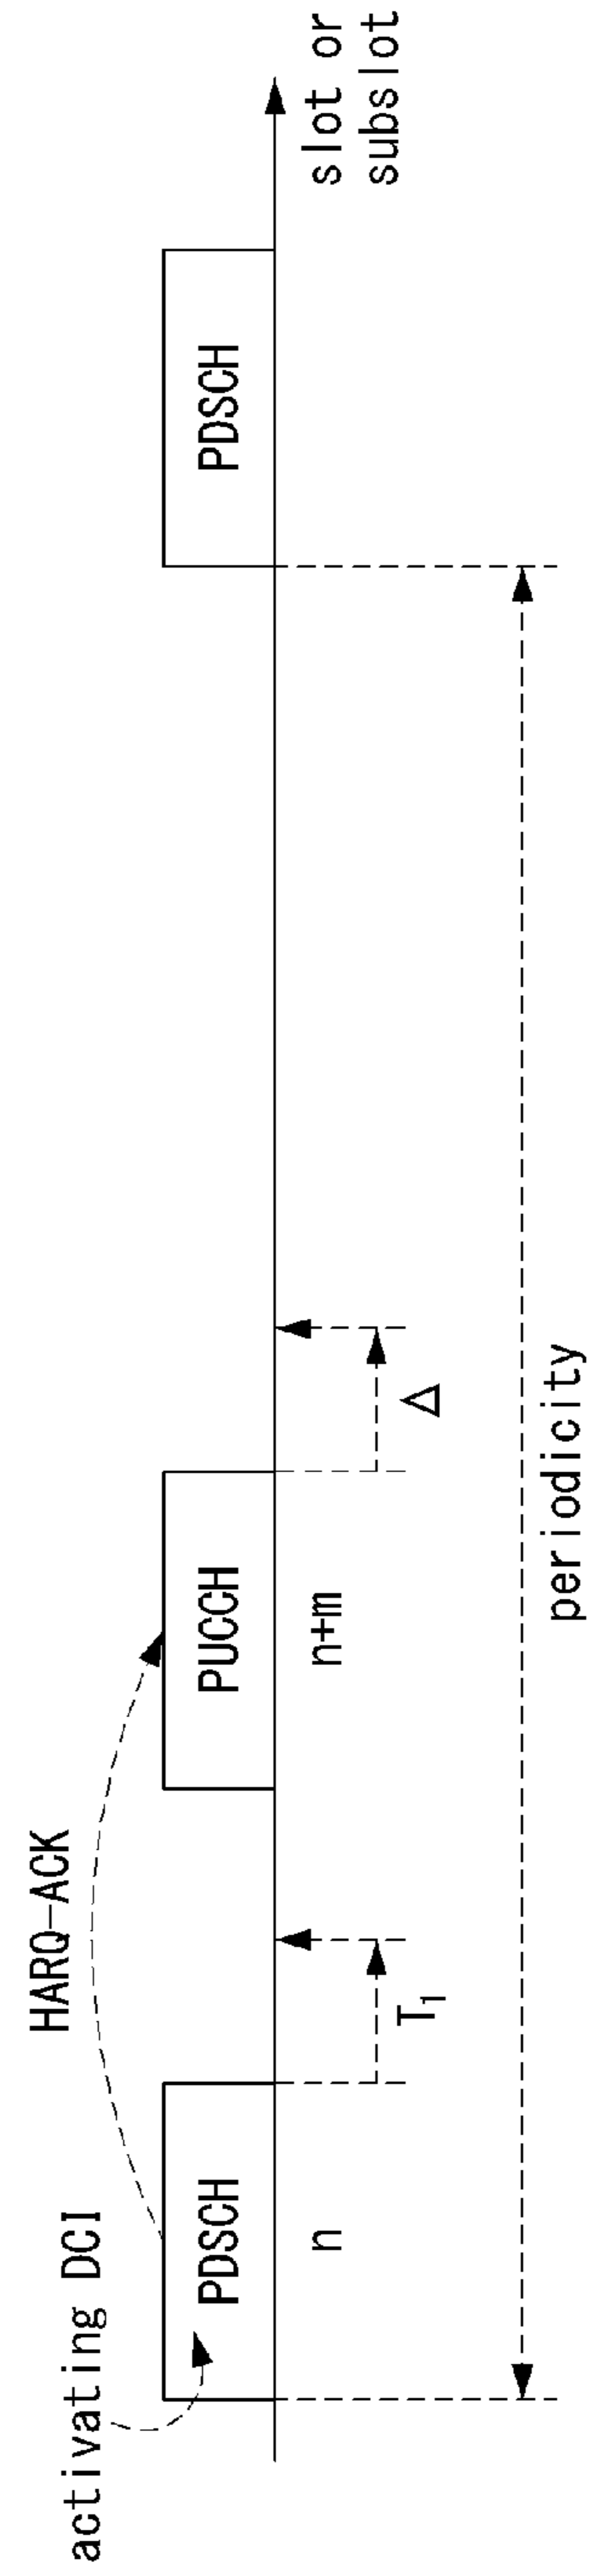 activating DCI
HARQ-ACK
PDSCH
PUCCH
PDSCH
n
n+m
slot or
subslot
T1
Δ
periodicity